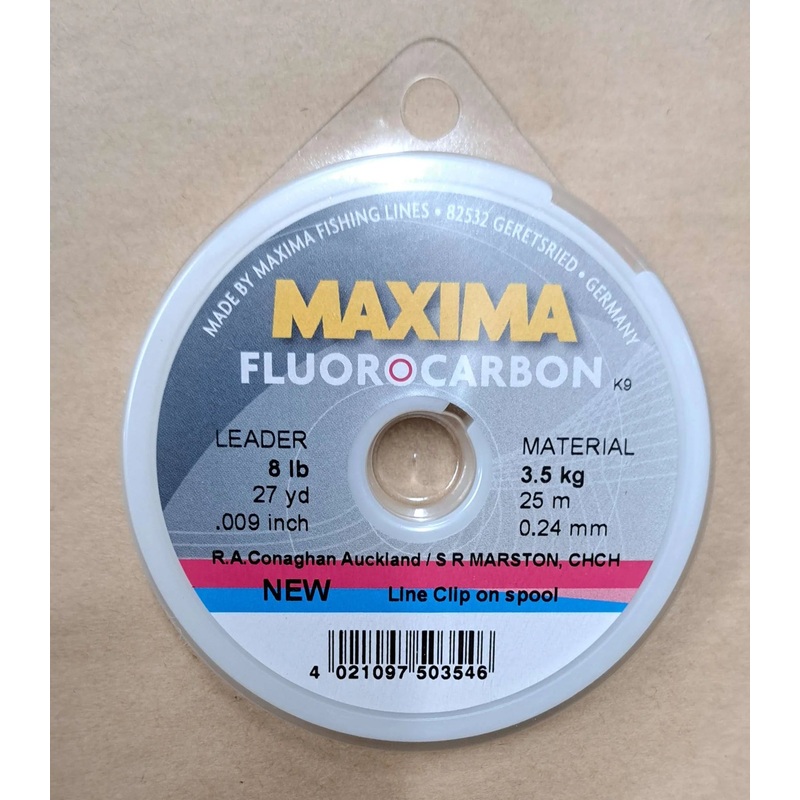 MADE BY MAXIMA FISHING LINES • 82532 GERETSRIED • GERMANY
MAXIMA
FLUOROCARBON K9
LEADER MATERIAL
8 lb 3.5 kg
27 yd 25 m
.009 inch 0.24 mm
R.A.Conaghan Auckland / S R MARSTON, CHCH
NEW Line Clip on spool
4 021097 503546